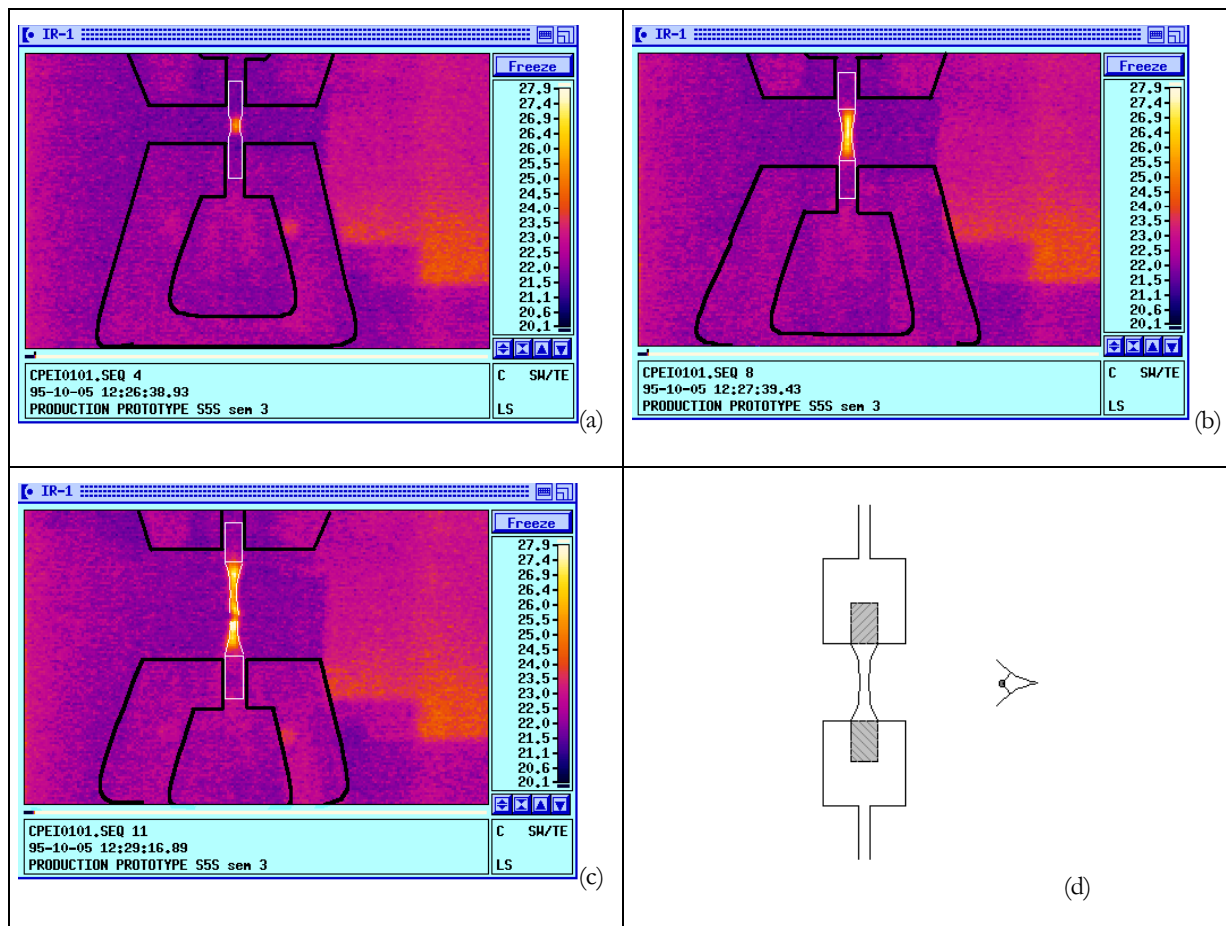 IR-1
Freeze
27.9
27.4
26.9
26.4
26.0
25.5
25.0
24.5
24.0
23.5
23.0
22.5
22.0
21.5
21.1
20.6
20.1
CPEI0101.SEQ 4
95-10-05 12:26:38.93
PRODUCTION PROTOTYPE S5S sem 3
C SW/TE
LS
(a)
IR-1
Freeze
27.9
27.4
26.9
26.4
26.0
25.5
25.0
24.5
24.0
23.5
23.0
22.5
22.0
21.5
21.1
20.6
20.1
CPEI0101.SEQ 8
95-10-05 12:27:39.43
PRODUCTION PROTOTYPE S5S sem 3
C SW/TE
LS
(b)
IR-1
Freeze
27.9
27.4
26.9
26.4
26.0
25.5
25.0
24.5
24.0
23.5
23.0
22.5
22.0
21.5
21.1
20.6
20.1
CPEI0101.SEQ 11
95-10-05 12:29:16.89
PRODUCTION PROTOTYPE S5S sem 3
C SW/TE
LS
(c)
(d)